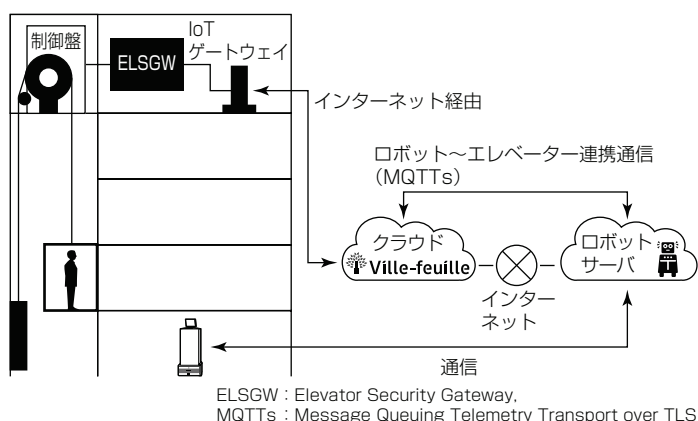 制御盤
ELSGW
IoT
ゲートウェイ
インターネット経由
ロボット～エレベーター連携通信
(MQTTs)
クラウド
Ville-feuille
ロボット
サーバ
インター
ネット
通信
ELSGW：Elevator Security Gateway,
MQTTs：Message Queuing Telemetry Transport over TLS